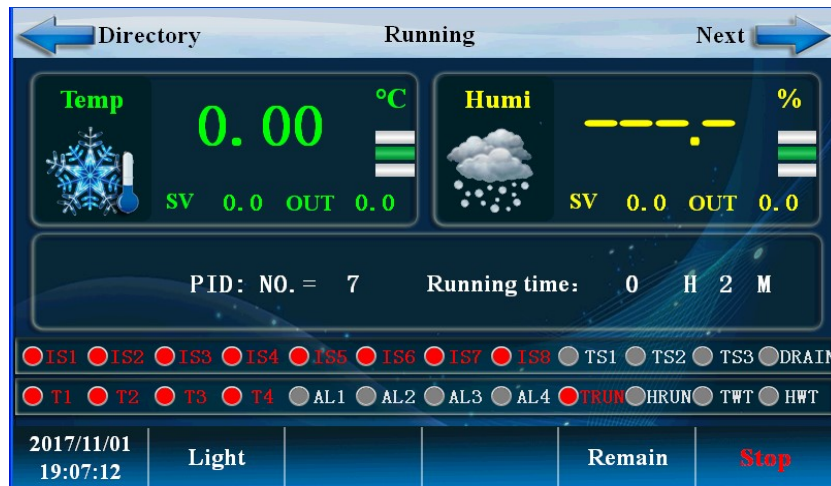 Directory Running Next
Temp 0.00 °C Humi ---.- %
SV 0.0 OUT 0.0 SV 0.0 OUT 0.0
PID: NO.= 7 Running time: 0 H 2 M
IS1 IS2 IS3 IS4 IS5 IS6 IS7 IS8 TS1 TS2 TS3 DRAIN
T1 T2 T3 T4 AL1 AL2 AL3 AL4 TRUN HRUN TWT HWT
2017/11/01
19:07:12 Light Remain Stop